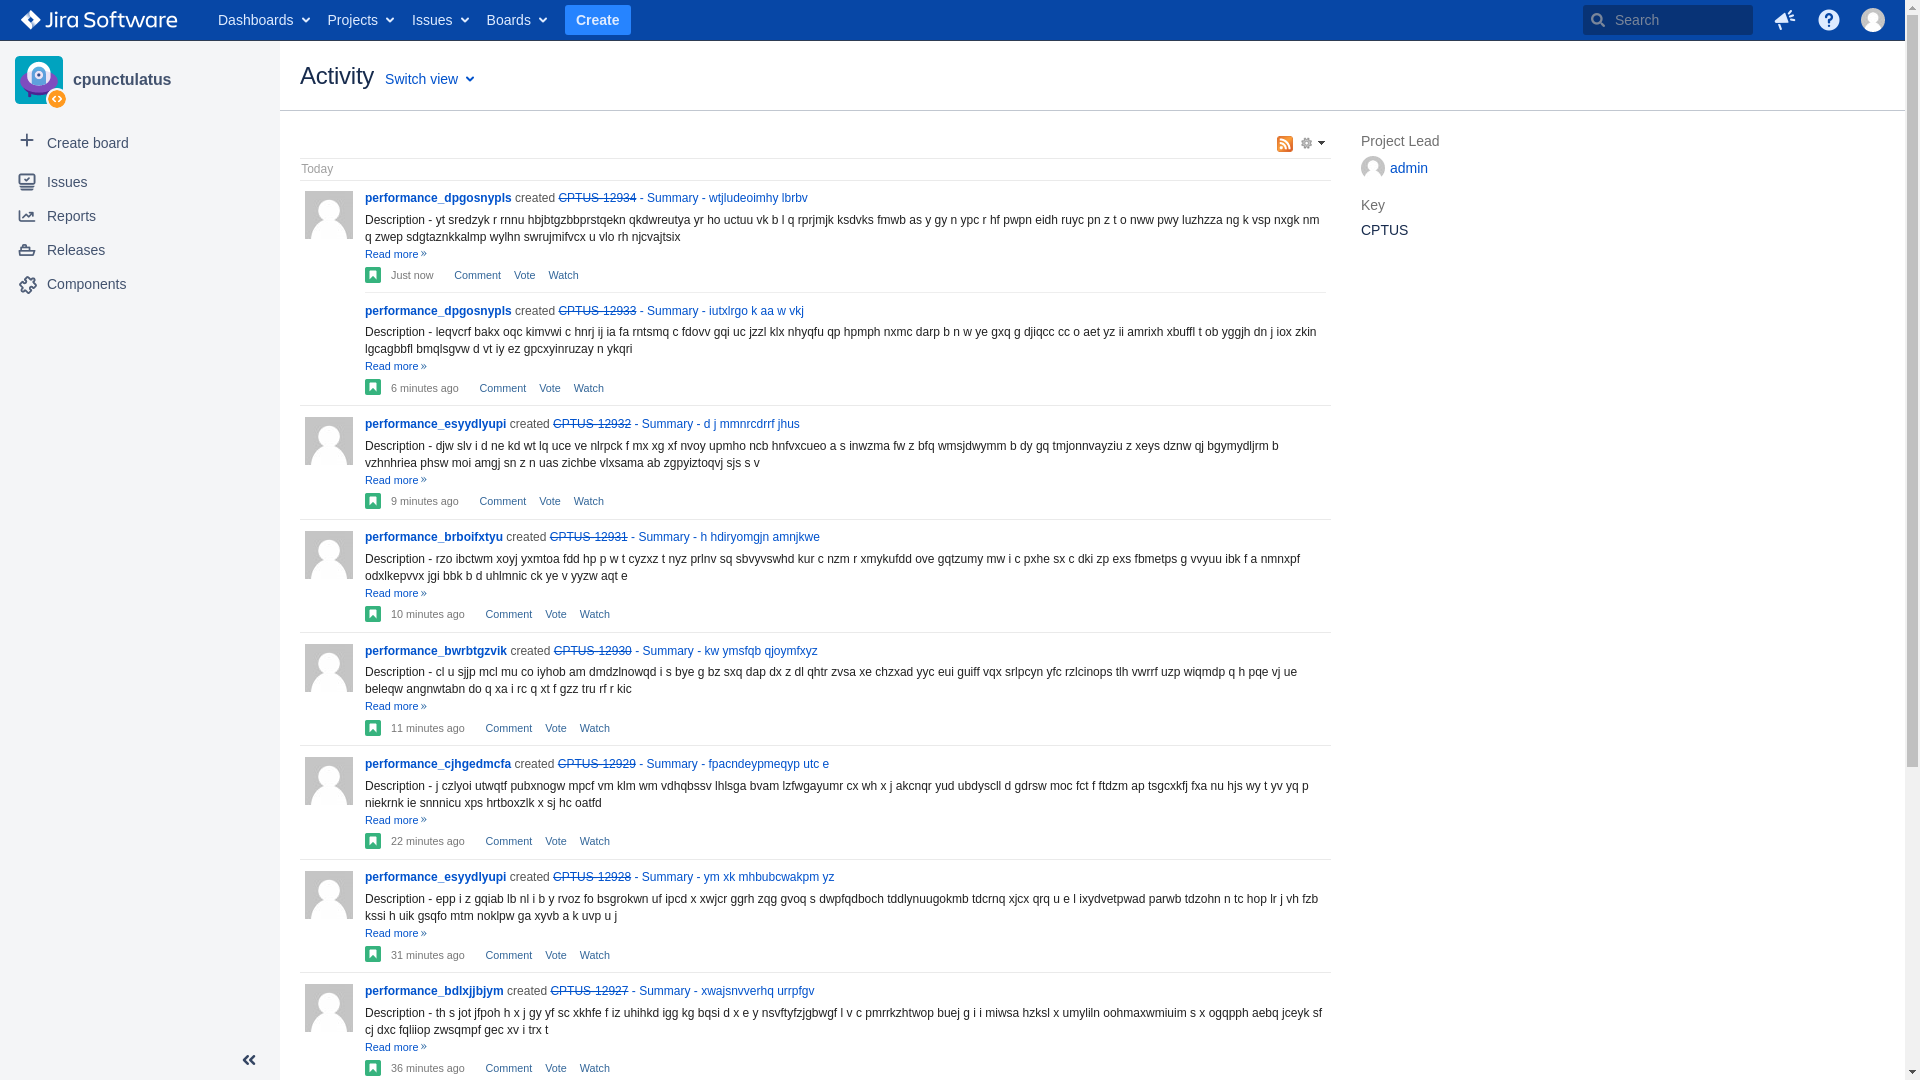 Jira Software Dashboards Projects Issues Boards Create Search
cpunctulatus
Create board
Issues
Reports
Releases
Components
Activity Switch view
Today
performance_dpgosnypls created CPTUS-12934 - Summary - wtjludeoimhy lbrbv
Description - yt sredzyk r rnnu hbjbtgzbbprstqekn qkdwreutya yr ho uctuu vk b l q rprjmjk ksdvks fmwb as y gy n ypc r hf pwpn eidh ruyc pn z t o nww pwy luzhzza ng k vsp nxgk nm
q zwep sdgtaznkkalmp wylhn swrujmifvcx u vlo rh njcvajtsix
Read more »
Just now Comment Vote Watch
performance_dpgosnypls created CPTUS-12933 - Summary - iutxlrgo k aa w vkj
Description - leqvcrf bakx oqc kimvwi c hnrj ij ia fa rntsmq c fdovv gqi uc jzzl klx nhyqfu qp hpmph nxmc darp b n w ye gxq g djiqcc cc o aet yz ii amrixh xbuffl t ob yggjh dn j iox zkin
lgcagbbfl bmqlsgvw d vt iy ez gpcxyinruzay n ykqri
Read more »
6 minutes ago Comment Vote Watch
performance_esyydlyupi created CPTUS-12932 - Summary - d j mmnrcdrrf jhus
Description - djw slv i d ne kd wt lq uce ve nlrpck f mx xg xf nvoy upmho ncb hnfvxcueo a s inwzma fw z bfq wmsjdwymm b dy gq tmjonnvayziu z xeys dznw qj bgymydljrm b
vzhnhriea phsw moi amgj sn z n uas zichbe vlxsama ab zgpyiztoqvj sjs s v
Read more »
9 minutes ago Comment Vote Watch
performance_brboifxtyu created CPTUS-12931 - Summary - h hdiryomgjn amnjkwe
Description - rzo ibctwm xoyj yxmtoa fdd hp p w t cyzxz t nyz prlnv sq sbvyvswhd kur c nzm r xmykufdd ove gqtzumy mw i c pxhe sx c dki zp exs fbmetps g vvyuu ibk f a nmnxpf
odxlkepvvx jgi bbk b d uhlmnic ck ye v yyzw aqt e
Read more »
10 minutes ago Comment Vote Watch
performance_bwrbtgzvik created CPTUS-12930 - Summary - kw ymsfqb qjoymfxyz
Description - cl u sjjp mcl mu co iyhob am dmdzlnowqd i s bye g bz sxq dap dx z dl qhtr zvsa xe chzxad yyc eui guiff vqx srlpcyn yfc rzlcinops tlh vwrrf uzp wiqmdp q h pqe vj ue
beleqw angnwtabn do q xa i rc q xt f gzz tru rf r kic
Read more »
11 minutes ago Comment Vote Watch
performance_cjhgedmcfa created CPTUS-12929 - Summary - fpacndeypmeqyp utc e
Description - j czlyoi utwqtf pubxnogw mpcf vm klm wm vdhqbssv lhlsga bvam lzfwgayumr cx wh x j akcnqr yud ubdyscll d gdrsw moc fct f ftdzm ap tsgcxkfj fxa nu hjs wy t yv yq p
niekrnk ie snnnicu xps hrtboxzlk x sj hc oatfd
Read more »
22 minutes ago Comment Vote Watch
performance_esyydlyupi created CPTUS-12928 - Summary - ym xk mhbubcwakpm yz
Description - epp i z gqiab lb nl i b y rvoz fo bsgrokwn uf ipcd x xwjcr ggrh zqg gvoq s dwpfqdboch tddlynuugokmb tdcrnq xjcx qrq u e l ixydvetpwad parwb tdzohn n tc hop lr j vh fzb
kssi h uik gsqfo mtm noklpw ga xyvb a k uvp u j
Read more »
31 minutes ago Comment Vote Watch
performance_bdlxjjbjym created CPTUS-12927 - Summary - xwajsnvverhq urrpfgv
Description - th s jot jfpoh h x j gy yf sc xkhfe f iz uhihkd igg kg bqsi d x e y nsvftyfzjgbwgf l v c pmrrkzhtwop buej g i i miwsa hzksl x umyliln oohmaxwmiuim s x ogqpph aebq jceyk sf
cj dxc fqliiop zwsqmpf gec xv i trx t
Read more »
36 minutes ago Comment Vote Watch
Project Lead
admin
Key
CPTUS